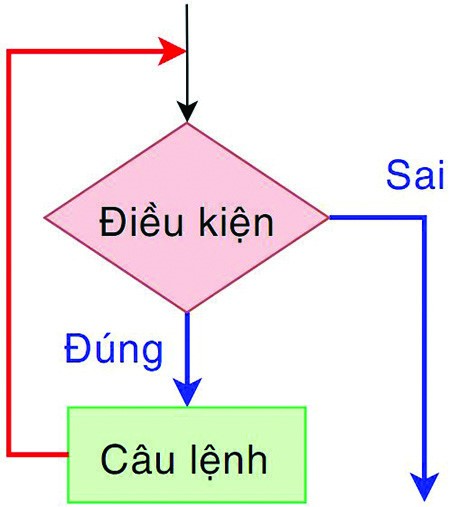 Sai
Điều kiện
Đúng
Câu lệnh